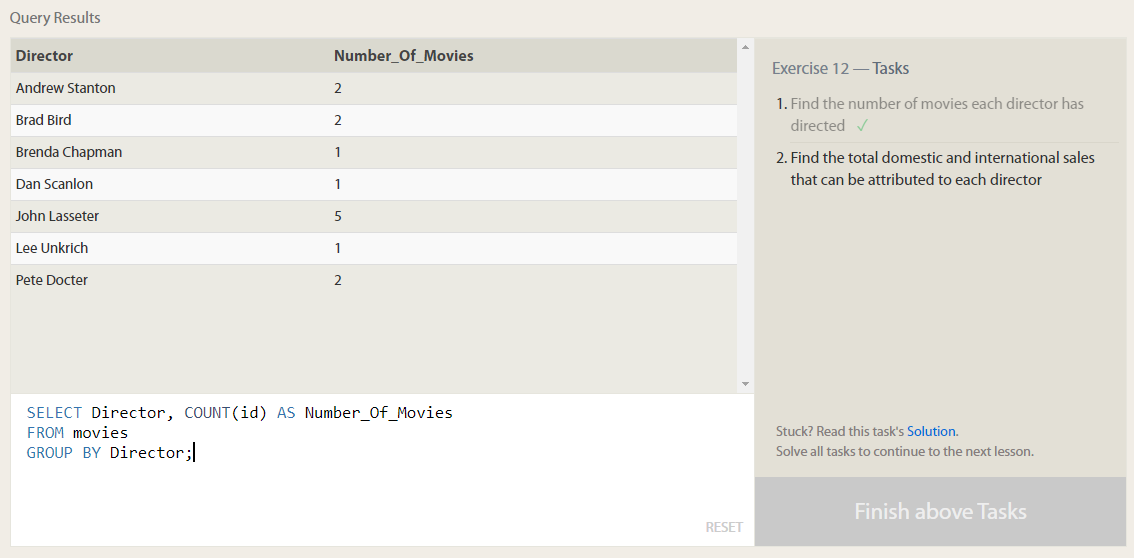 Query Results
Director Number_Of_Movies
Andrew Stanton 2
Brad Bird 2
Brenda Chapman 1
Dan Scanlon 1
John Lasseter 5
Lee Unkrich 1
Pete Docter 2
SELECT Director, COUNT(id) AS Number_Of_Movies
FROM movies
GROUP BY Director;
RESET
Exercise 12 — Tasks
1. Find the number of movies each director has
directed ✓
2. Find the total domestic and international sales
that can be attributed to each director
Stuck? Read this task's Solution.
Solve all tasks to continue to the next lesson.
Finish above Tasks